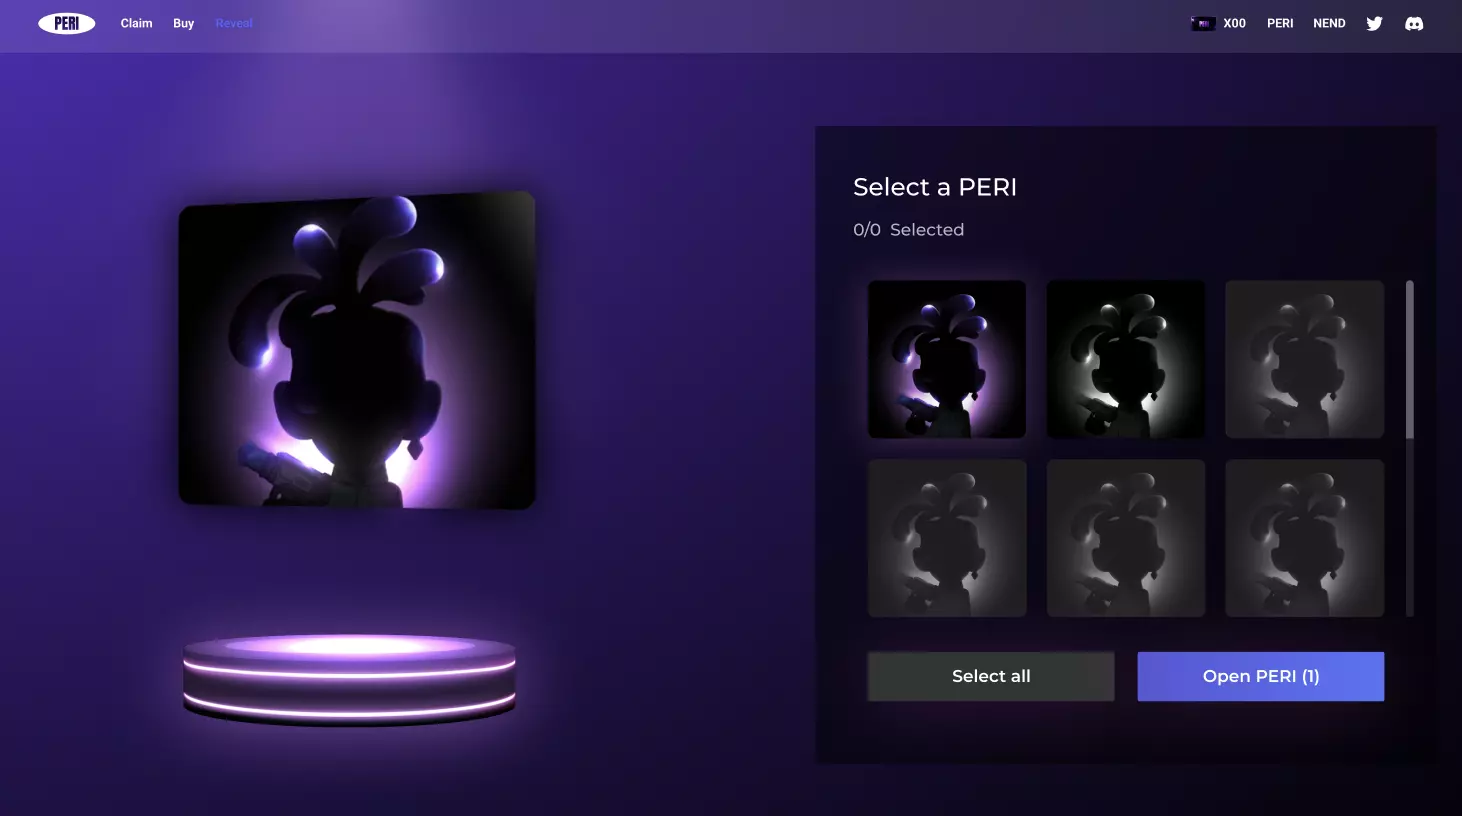 PERI Claim Buy Reveal X00 PERI NEND
Select a PERI
0/0 Selected
Select all
Open PERI (1)